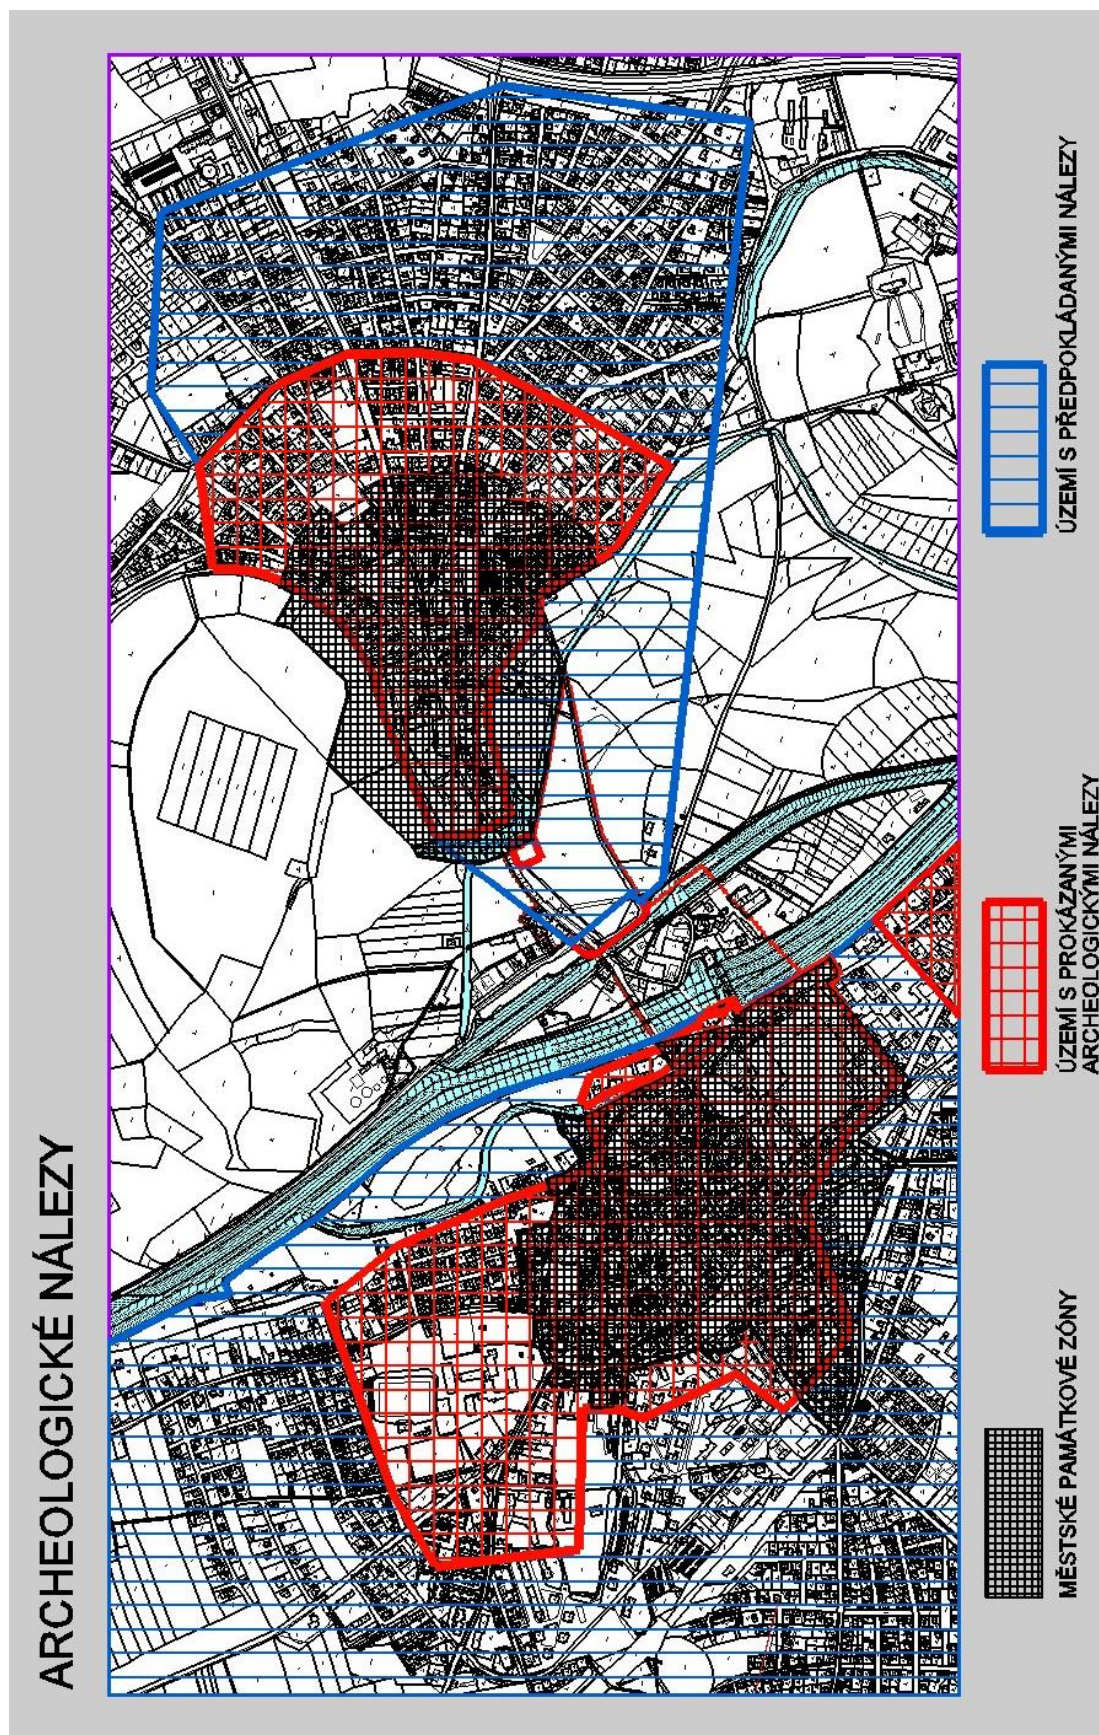 ARCHEOLOGICKÉ NÁLEZY
MĚSTSKÉ PAMÁTKOVÉ ZÓNY
ÚZEMÍ S PROKÁZANÝMI
ARCHEOLOGICKÝMI NÁLEZY
ÚZEMÍ S PŘEDPOKLÁDANÝMI NÁLEZY